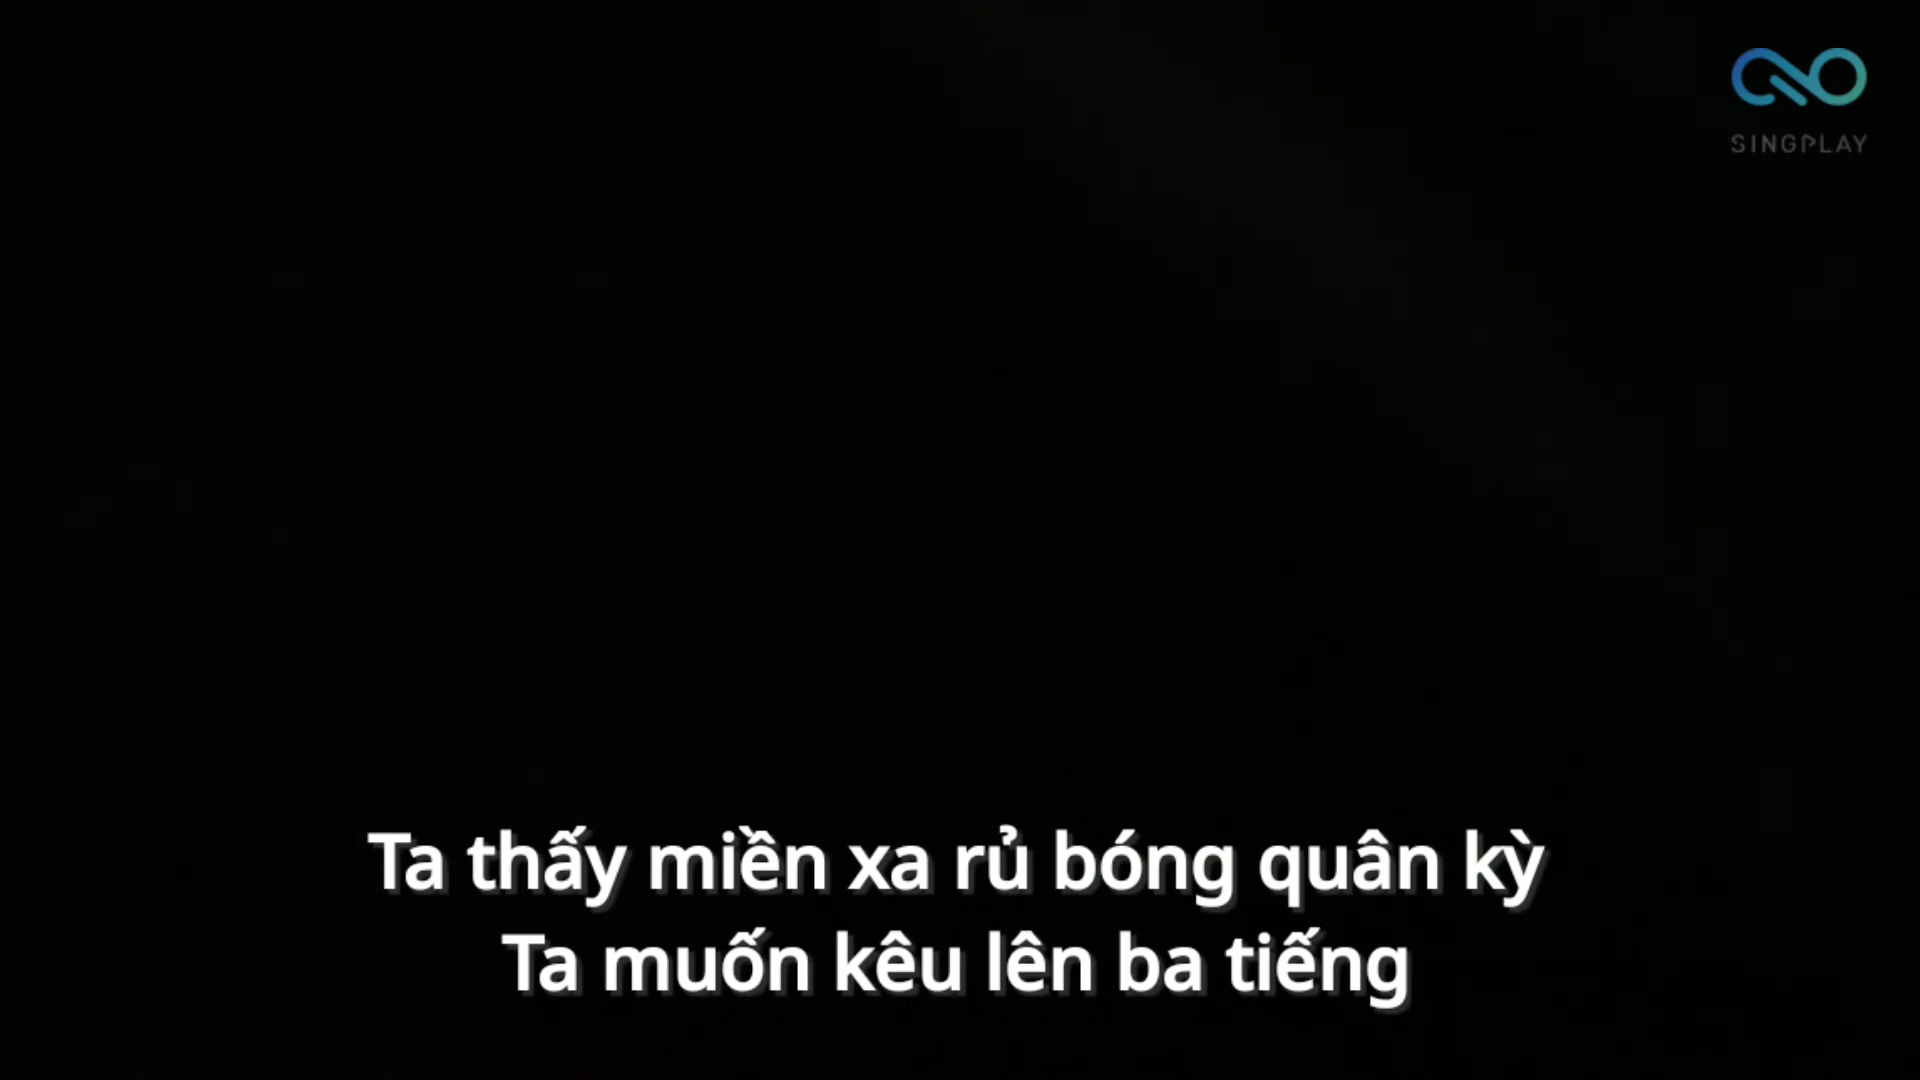 SINGPLAY
Ta thấy miền xa rủ bóng quân kỳ
Ta muốn kêu lên ba tiếng